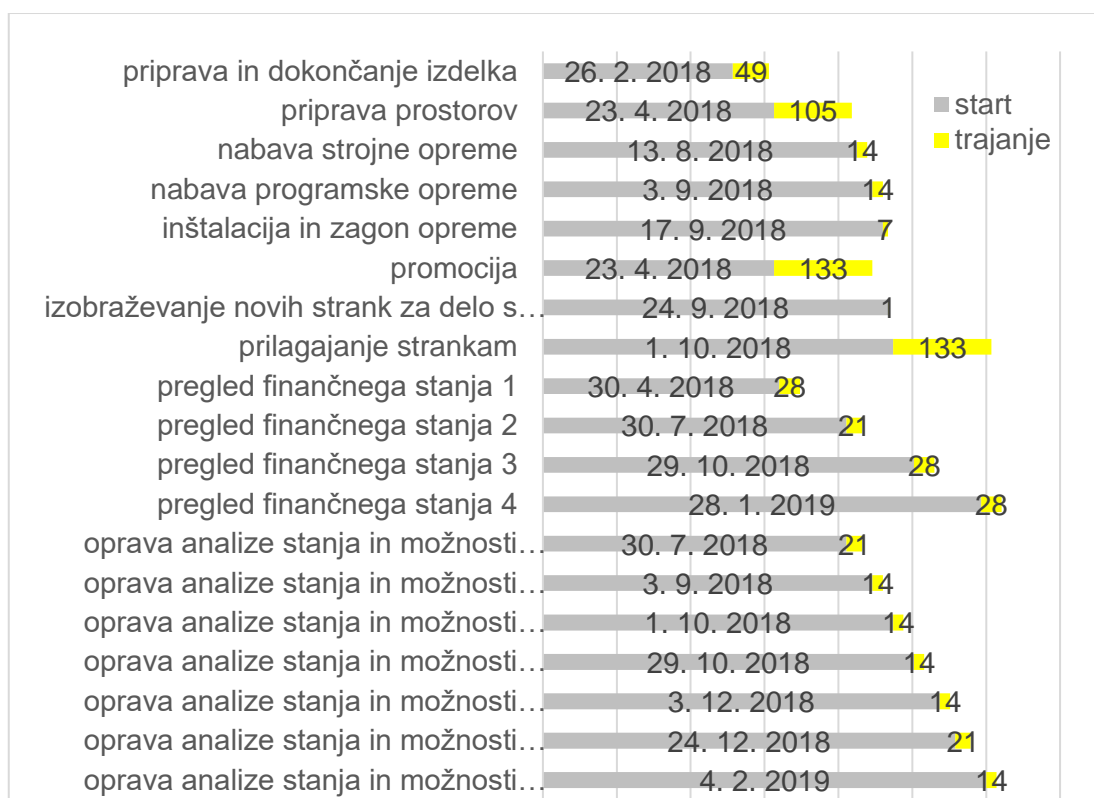 priprava in dokončanje izdelka 26. 2. 2018 49
priprava prostorov 23. 4. 2018 105
start
nabava strojne opreme 13. 8. 2018 14
trajanje
nabava programske opreme 3. 9. 2018 14
inštalacija in zagon opreme 17. 9. 2018 7
promocija 23. 4. 2018 133
izobraževanje novih strank za delo s… 24. 9. 2018 1
prilagajanje strankam 1. 10. 2018 133
pregled finančnega stanja 1 30. 4. 2018 28
pregled finančnega stanja 2 30. 7. 2018 21
pregled finančnega stanja 3 29. 10. 2018 28
pregled finančnega stanja 4 28. 1. 2019 28
oprava analize stanja in možnosti… 30. 7. 2018 21
oprava analize stanja in možnosti… 3. 9. 2018 14
oprava analize stanja in možnosti… 1. 10. 2018 14
oprava analize stanja in možnosti… 29. 10. 2018 14
oprava analize stanja in možnosti… 3. 12. 2018 14
oprava analize stanja in možnosti… 24. 12. 2018 21
oprava analize stanja in možnosti… 4. 2. 2019 14